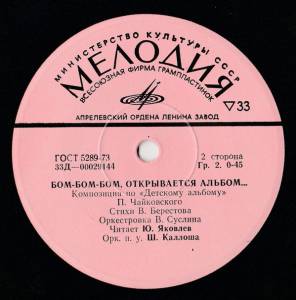 МИНИСТЕРСТВО КУЛЬТУРЫ СССР
МЕЛОДИЯ
ВСЕСОЮЗНАЯ ФИРМА ГРАМПЛАСТИНОК
33
АПРЕЛЕВСКИЙ ОРДЕНА ЛЕНИНА ЗАВОД
ГОСТ 5289-73
2 сторона
33Д—00029144
Гр. 2. 0-45
БОМ-БОМ-БОМ, ОТКРЫВАЕТСЯ АЛЬБОМ...
Композиция по «Детскому альбому»
П. Чайковского
Стихи В. Берестова
Оркестровка В. Суслина
Читает Ю. Яковлев
Орк. п/у Ш. Каллоша